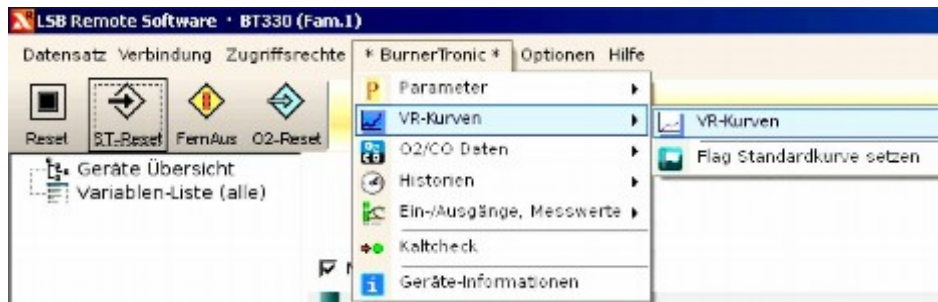 LSB Remote Software · BT330 (Fam.1)
Datensatz Verbindung Zugriffsrechte * BurnerTronic * Optionen Hilfe
Reset ST-Reset FernAus O2-Reset
Geräte Übersicht
Variablen-Liste (alle)
Parameter
VR-Kurven
O2/CO Daten
Historien
Ein-/Ausgänge, Messwerte
Kaltcheck
Geräte-Informationen
VR-Kurven
Flag Standardkurve setzen